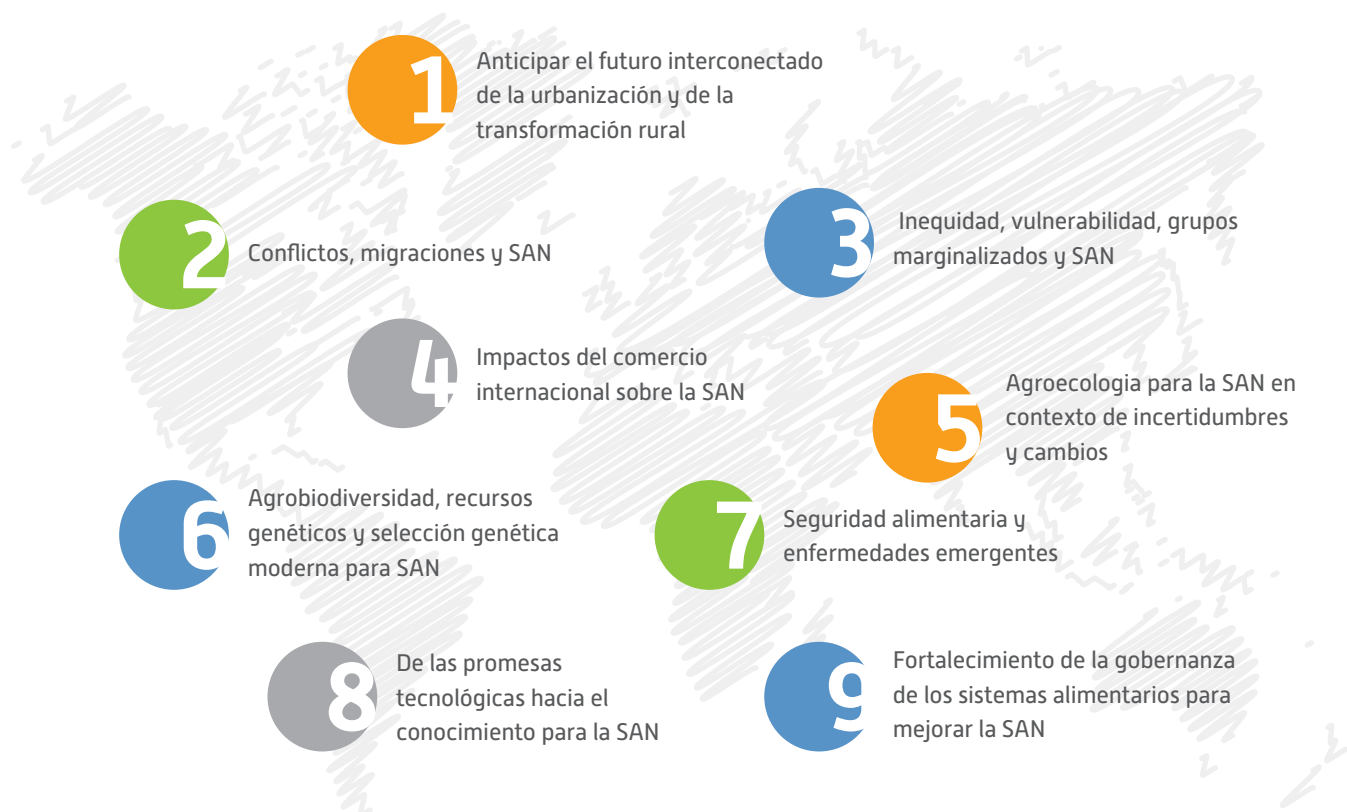 1
Anticipar el futuro interconectado
de la urbanización y de la
transformación rural
2
Conflictos, migraciones y SAN
3
Inequidad, vulnerabilidad, grupos
marginalizados y SAN
4
Impactos del comercio
internacional sobre la SAN
5
Agroecologia para la SAN en
contexto de incertidumbres
y cambios
6
Agrobiodiversidad, recursos
genéticos y selección genética
moderna para SAN
7
Seguridad alimentaria y
enfermedades emergentes
8
De las promesas
tecnológicas hacia el
conocimiento para la SAN
9
Fortalecimiento de la gobernanza
de los sistemas alimentarios para
mejorar la SAN